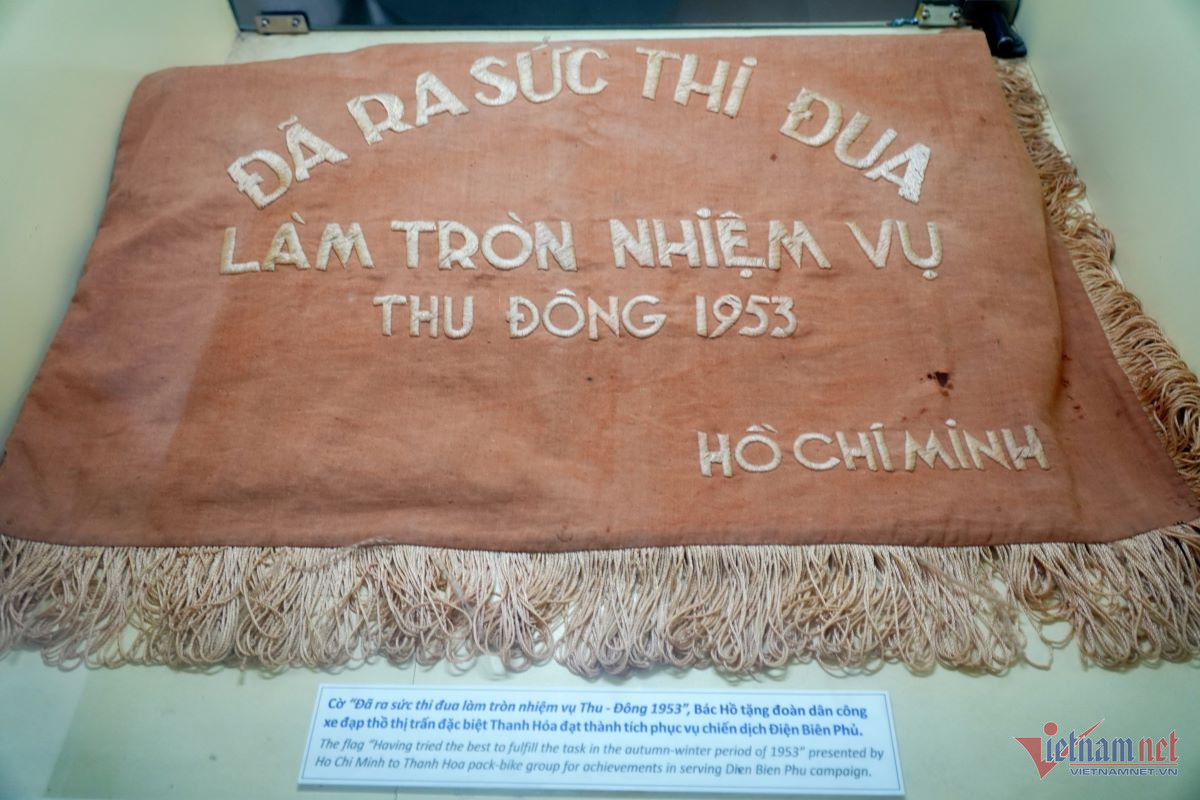 ĐÃ RA SỨC THI ĐUA
LÀM TRÒN NHIỆM VỤ
THU ĐÔNG 1953
HỒ CHÍ MINH
Cờ "Đã ra sức thi đua làm tròn nhiệm vụ Thu - Đông 1953", Bác Hồ tặng đoàn dân công
xe đạp thồ thị trấn đặc biệt Thanh Hóa đạt thành tích phục vụ chiến dịch Điện Biên Phủ.
The flag "Having tried the best to fulfill the task in the autumn-winter period of 1953" presented by
Ho Chi Minh to Thanh Hoa pack-bike group for achievements in serving Dien Bien Phu campaign.
Vietnamnet
VIETNAMNET.VN